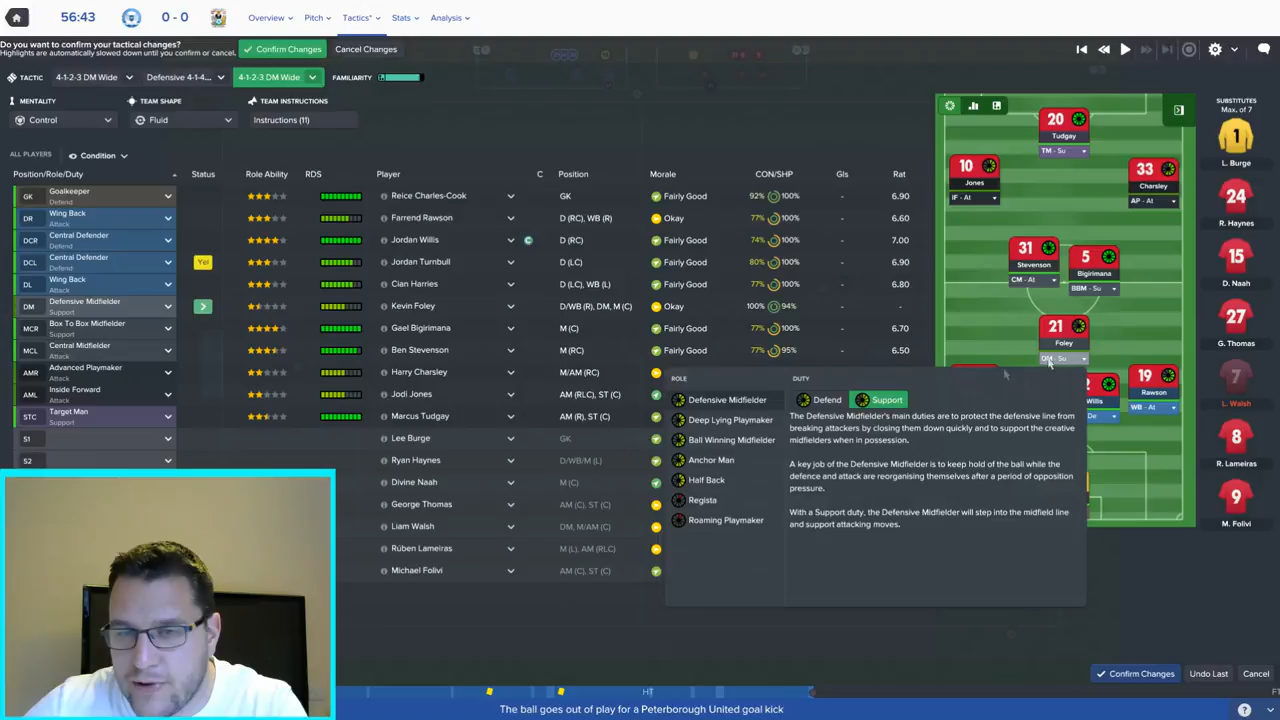 56:43
0 - 0
Overview
Pitch
Tactics*
Stats
Analysis
Do you want to confirm your tactical changes?
Highlights are automatically slowed down until you confirm or cancel.
Confirm Changes
Cancel Changes
TACTIC
4-1-2-3 DM Wide
Defensive 4-1-4...
4-1-2-3 DM Wide
FAMILIARITY
MENTALITY
TEAM SHAPE
TEAM INSTRUCTIONS
Control
Fluid
Instructions (11)
ALL PLAYERS
Condition
Position/Role/Duty
Status
Role Ability
RDS
Player
C
Position
Morale
CON/SHP
Gls
Rat
GK Goalkeeper Defend Reice Charles-Cook GK Fairly Good 92% 100% - 6.90
DR Wing Back Attack Farrend Rawson D (RC), WB (R) Okay 77% 100% - 6.60
DCR Central Defender Defend Jordan Willis C D (RC) Fairly Good 74% 100% - 7.00
DCL Central Defender Defend Yel Jordan Turnbull D (LC) Fairly Good 80% 100% - 6.90
DL Wing Back Attack Cian Harries D (LC), WB (L) Fairly Good 77% 100% - 6.80
DM Defensive Midfielder Support Kevin Foley D/WB (R), DM, M (C) Okay 100% 94% - -
MCR Box To Box Midfielder Support Gael Bigirimana M (C) Fairly Good 77% 100% - 6.70
MCL Central Midfielder Attack Ben Stevenson M (RC) Fairly Good 77% 95% - 6.50
AMR Advanced Playmaker Attack Harry Charsley M/AM (RC)
AML Inside Forward Attack Jodi Jones AM (RLC), ST (C)
STC Target Man Support Marcus Tudgay AM (R), ST (C)
S1 Lee Burge GK
S2 Ryan Haynes D/WB/M (L)
Divine Naah M (C)
George Thomas AM (C), ST (C)
Liam Walsh DM, M/AM (C)
Rúben Lameiras M (L), AM (RLC)
Michael Folivi AM (C), ST (C)
ROLE
Defensive Midfielder
Deep Lying Playmaker
Ball Winning Midfielder
Anchor Man
Half Back
Regista
Roaming Playmaker
DUTY
Defend
Support
The Defensive Midfielder's main duties are to protect the defensive line from
breaking attackers by closing them down quickly and to support the creative
midfielders when in possession.
A key job of the Defensive Midfielder is to keep hold of the ball while the
defence and attack are reorganising themselves after a period of opposition
pressure.
With a Support duty, the Defensive Midfielder will step into the midfield line
and support attacking moves.
20
Tudgay
TM - Su
10
Jones
IF - At
33
Charsley
AP - At
31
Stevenson
CM - At
5
Bigirimana
BBM - Su
21
Foley
DM - Su
19
Rawson
WB - At
SUBSTITUTES
Max. of 7
1
L. Burge
24
R. Haynes
15
D. Naah
27
G. Thomas
7
L. Walsh
8
R. Lameiras
9
M. Folivi
Confirm Changes
Undo Last
Cancel
HT
The ball goes out of play for a Peterborough United goal kick